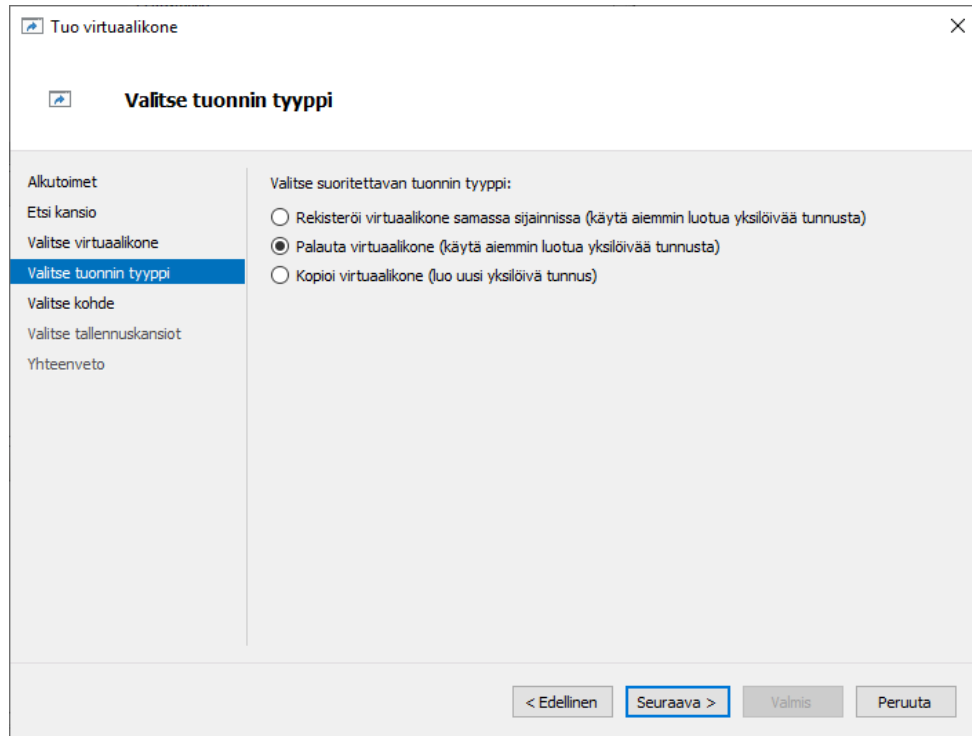 Tuo virtuaalikone
Valitse tuonnin tyyppi
Alkutoimet
Etsi kansio
Valitse virtuaalikone
Valitse tuonnin tyyppi
Valitse kohde
Valitse tallennuskansiot
Yhteenveto
Valitse suoritettavan tuonnin tyyppi:
Rekisteröi virtuaalikone samassa sijainnissa (käytä aiemmin luotua yksilöivää tunnusta)
Palauta virtuaalikone (käytä aiemmin luotua yksilöivää tunnusta)
Kopioi virtuaalikone (luo uusi yksilöivä tunnus)
< Edellinen
Seuraava >
Valmis
Peruuta